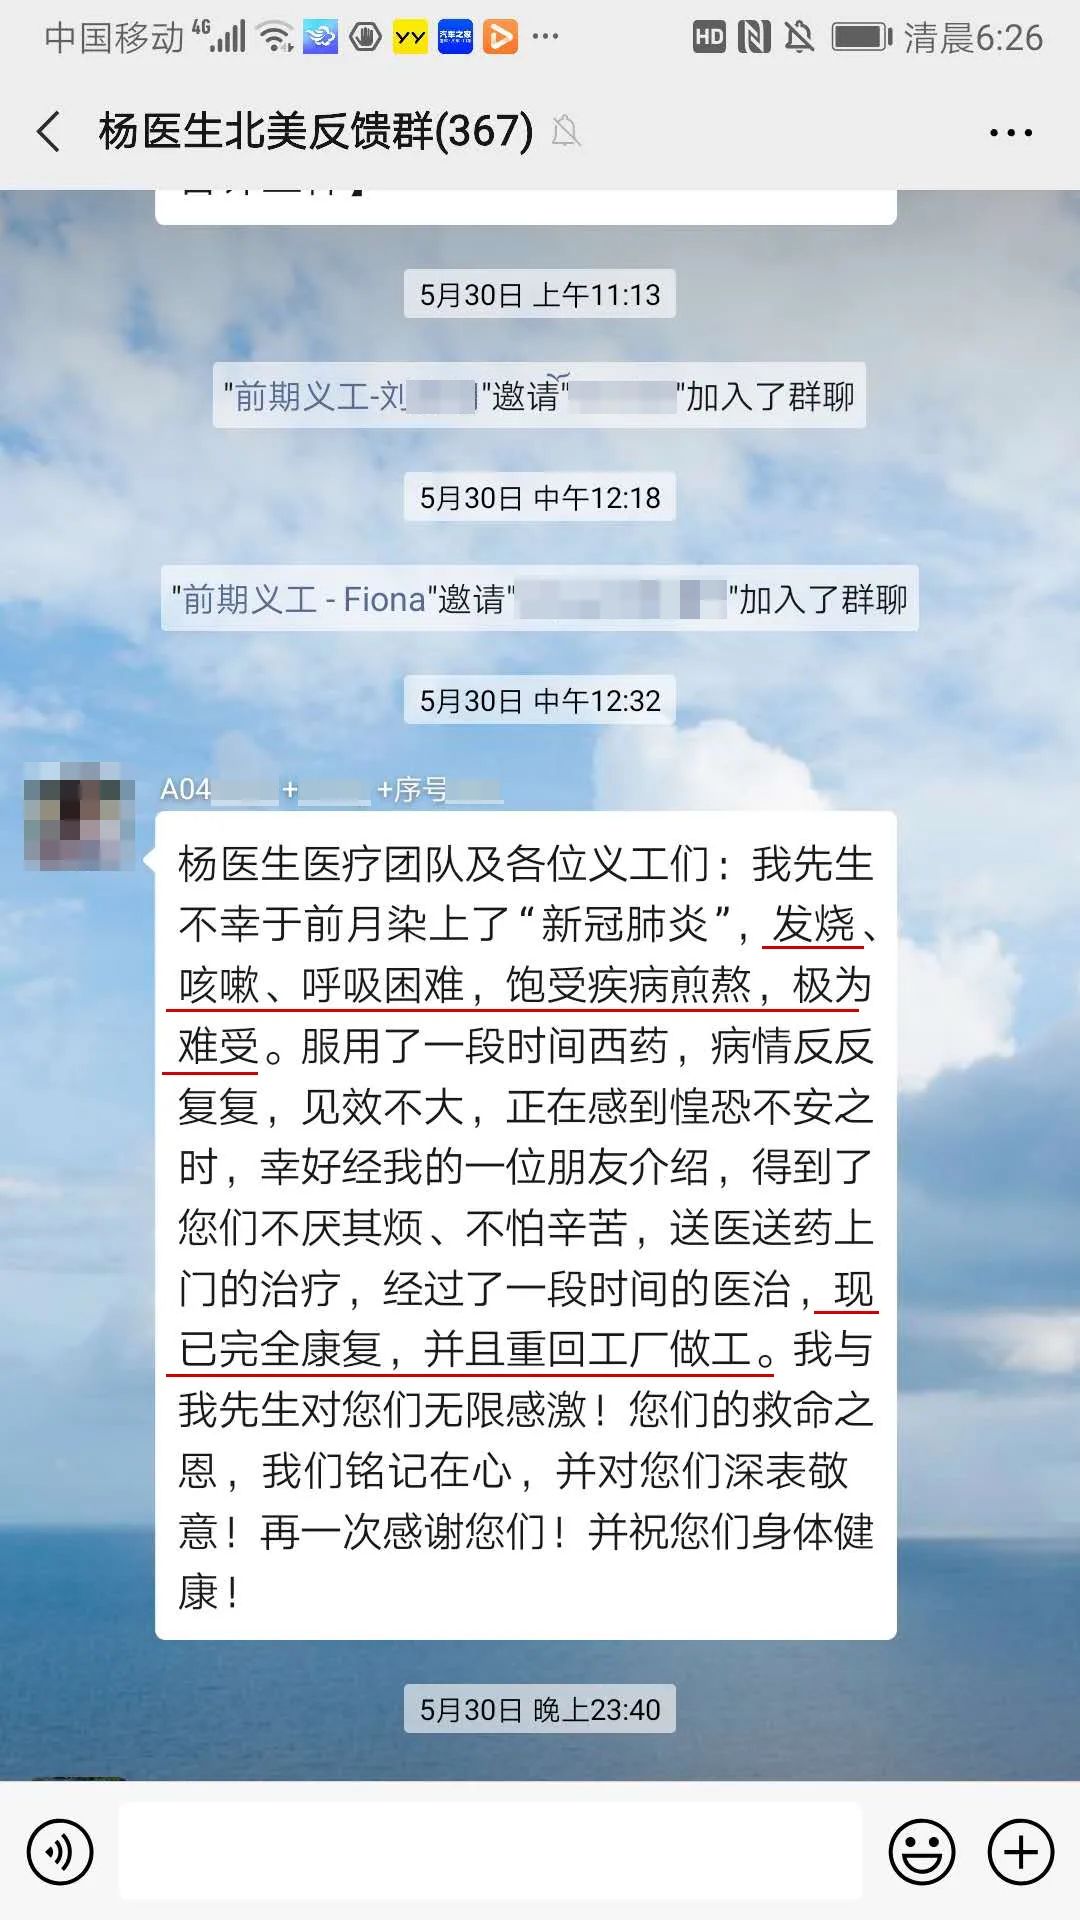 中国移动 4G HD 清晨6:26
YY 汽车之家
杨医生北美反馈群(367)
5月30日 上午11:13
"前期义工-刘 "邀请" "加入了群聊
5月30日 中午12:18
"前期义工 - Fiona"邀请" "加入了群聊
5月30日 中午12:32
A04 + +序号
杨医生医疗团队及各位义工们：我先生
不幸于前月染上了“新冠肺炎”，发烧、
咳嗽、呼吸困难，饱受疾病煎熬，极为
难受。服用了一段时间西药，病情反反
复复，见效不大，正在感到惶恐不安之
时，幸好经我的一位朋友介绍，得到了
您们不厌其烦、不怕辛苦，送医送药上
门的治疗，经过了一段时间的医治，现
已完全康复，并且重回工厂做工。我与
我先生对您们无限感激！您们的救命之
恩，我们铭记在心，并对您们深表敬
意！再一次感谢您们！并祝您们身体健
康！
5月30日 晚上23:40